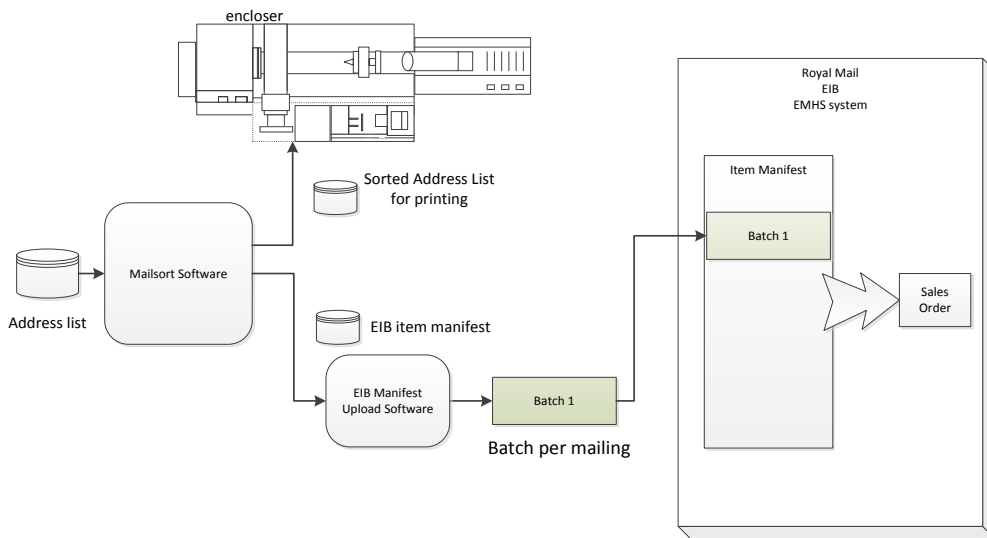 encloser
Royal Mail
EIB
EMHS system
Item Manifest
Sorted Address List
for printing
Batch 1
Mailsort Software
Address list
Sales
Order
EIB item manifest
EIB Manifest
Upload Software
Batch 1
Batch per mailing